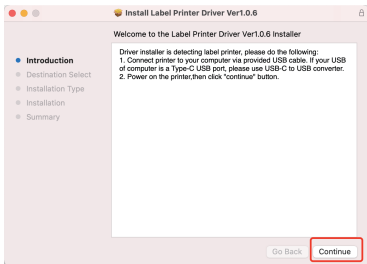 Install Label Printer Driver Ver1.0.6
Welcome to the Label Printer Driver Ver1.0.6 Installer
Introduction
Destination Select
Installation Type
Installation
Summary
Driver installer is detecting label printer, please do the following:
1. Connect printer to your computer via provided USB cable. If your USB
of computer is a Type-C USB port, please use USB-C to USB converter.
2. Power on the printer,then click "continue" button.
Go Back
Continue